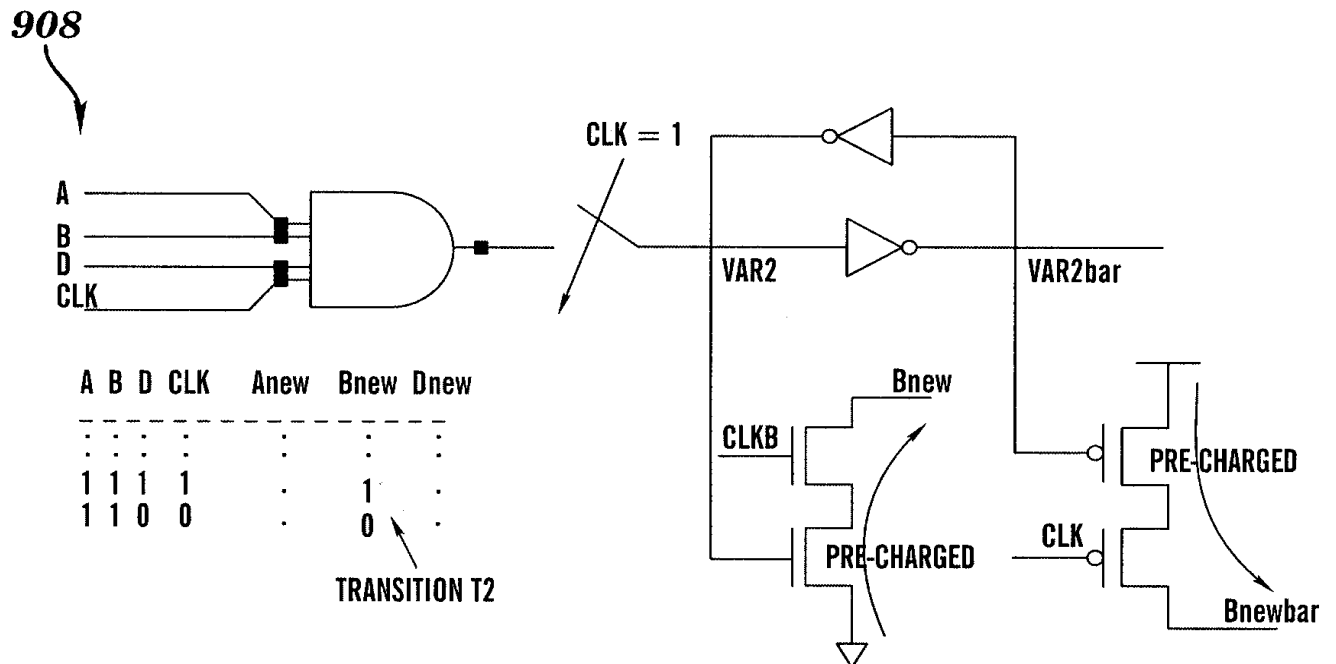 908
CLK = 1
A
B
D
CLK
VAR2
VAR2bar
A B D CLK Anew Bnew Dnew
. . . . . . .
. . . . . . .
1 1 1 1 . 1 .
1 1 0 0 . 0 .
TRANSITION T2
Bnew
CLKB
PRE-CHARGED
PRE-CHARGED
CLK
Bnewbar